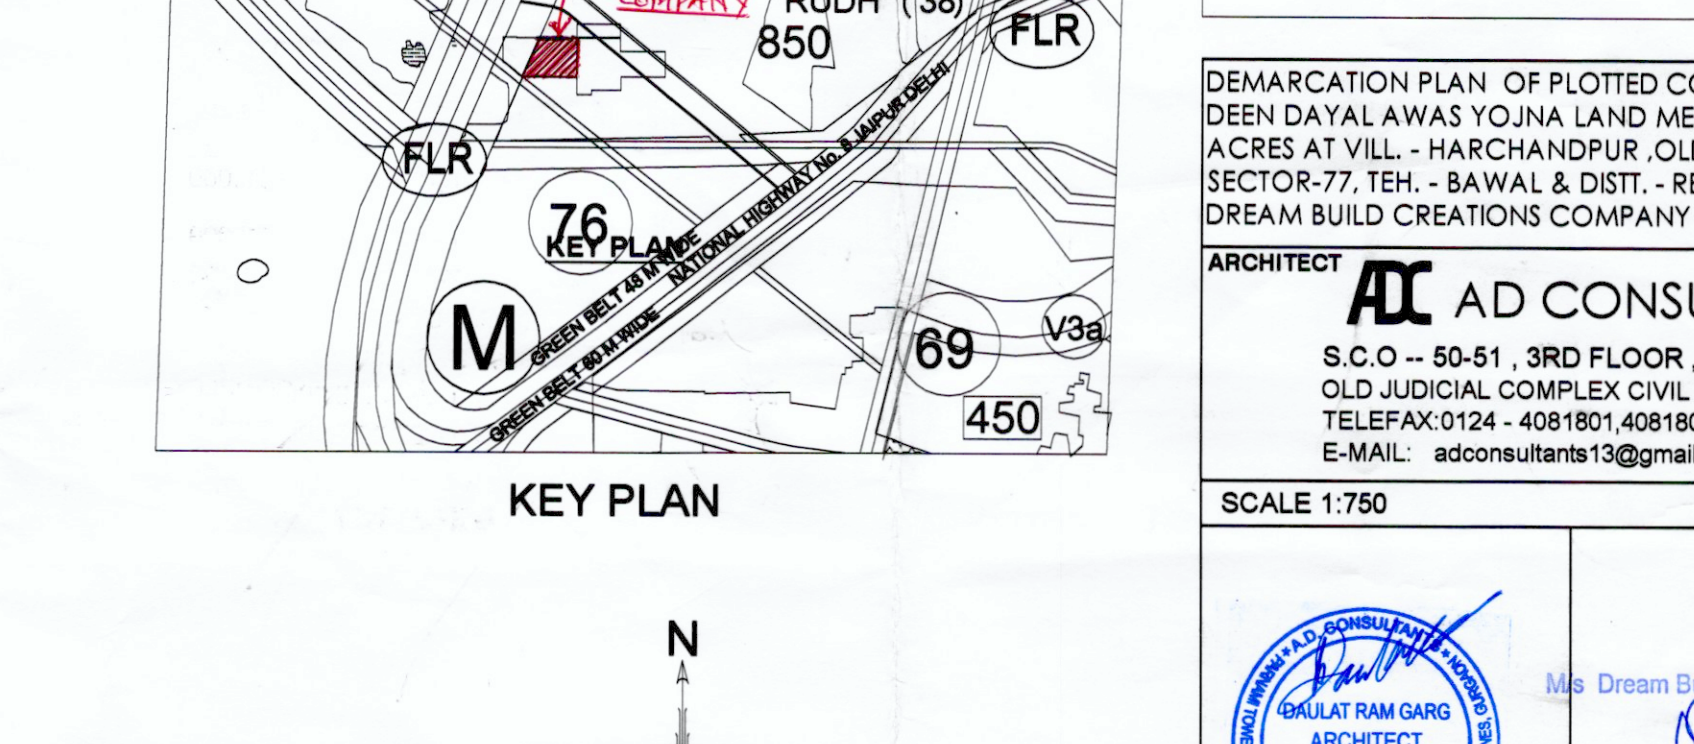 COMPANY
RUDH (38)
850
FLR
FLR
76
KEY PLAN
GREEN BELT 48 M WIDE
NATIONAL HIGHWAY No. 8 JAIPUR DELHI
GREEN BELT 60 M WIDE
M
69
V3a
450
KEY PLAN
N
DEMARCATION PLAN OF PLOTTED CO
DEEN DAYAL AWAS YOJNA LAND ME
ACRES AT VILL. - HARCHANDPUR ,OL
SECTOR-77, TEH. - BAWAL & DISTT. - RE
DREAM BUILD CREATIONS COMPANY
ARCHITECT
ADC AD CONSU
S.C.O -- 50-51 , 3RD FLOOR ,
OLD JUDICIAL COMPLEX CIVIL
TELEFAX:0124 - 4081801,408180
E-MAIL: adconsultants13@gmail
SCALE 1:750
A.D. CONSULTANTS
DAULAT RAM GARG
ARCHITECT
M/s Dream Bu